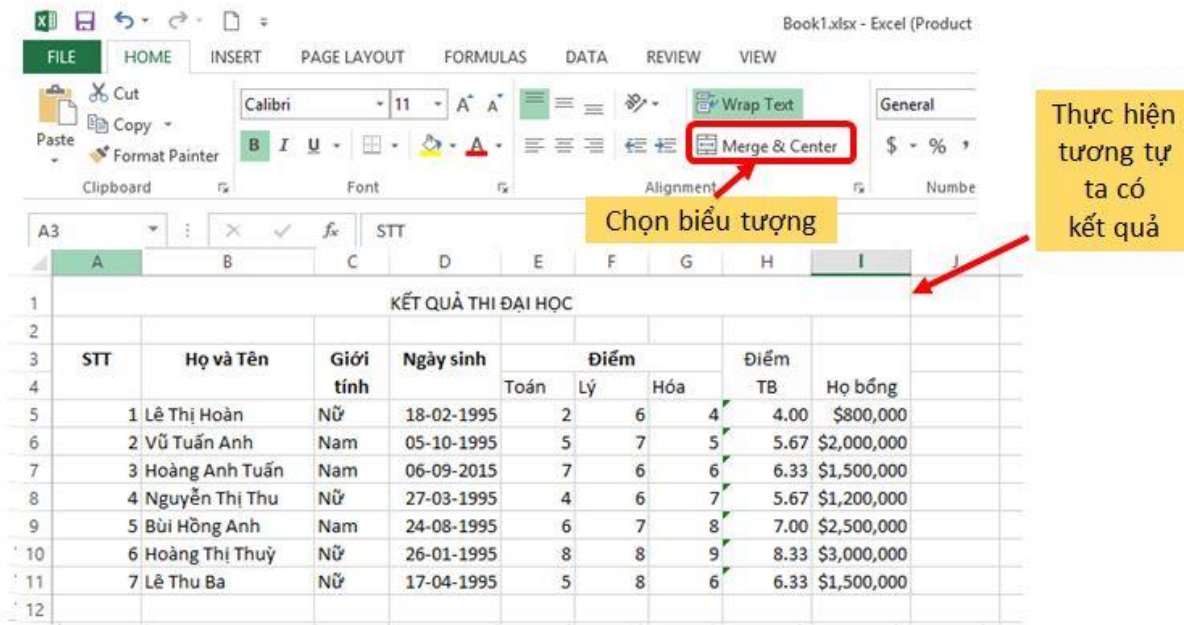 Book1.xlsx - Excel (Product
FILE HOME INSERT PAGE LAYOUT FORMULAS DATA REVIEW VIEW
Cut
Copy
Format Painter
Paste
Calibri 11 A A
B I U A
Wrap Text
Merge & Center
General
$ - % ,
Clipboard Font Alignment Numbe
Chọn biểu tượng
Thực hiện
tương tự
ta có
kết quả
A3 fx STT
A B C D E F G H I J
1 KẾT QUẢ THI ĐẠI HỌC
2
3 STT Họ và Tên Giới Ngày sinh Điểm Điểm
4 tính Toán Lý Hóa TB Họ bổng
5 1 Lê Thị Hoàn Nữ 18-02-1995 2 6 4 4.00 $800,000
6 2 Vũ Tuấn Anh Nam 05-10-1995 5 7 5 5.67 $2,000,000
7 3 Hoàng Anh Tuấn Nam 06-09-2015 7 6 6 6.33 $1,500,000
8 4 Nguyễn Thị Thu Nữ 27-03-1995 4 6 7 5.67 $1,200,000
9 5 Bùi Hồng Anh Nam 24-08-1995 6 7 8 7.00 $2,500,000
10 6 Hoàng Thị Thuỳ Nữ 26-01-1995 8 8 9 8.33 $3,000,000
11 7 Lê Thu Ba Nữ 17-04-1995 5 8 6 6.33 $1,500,000
12